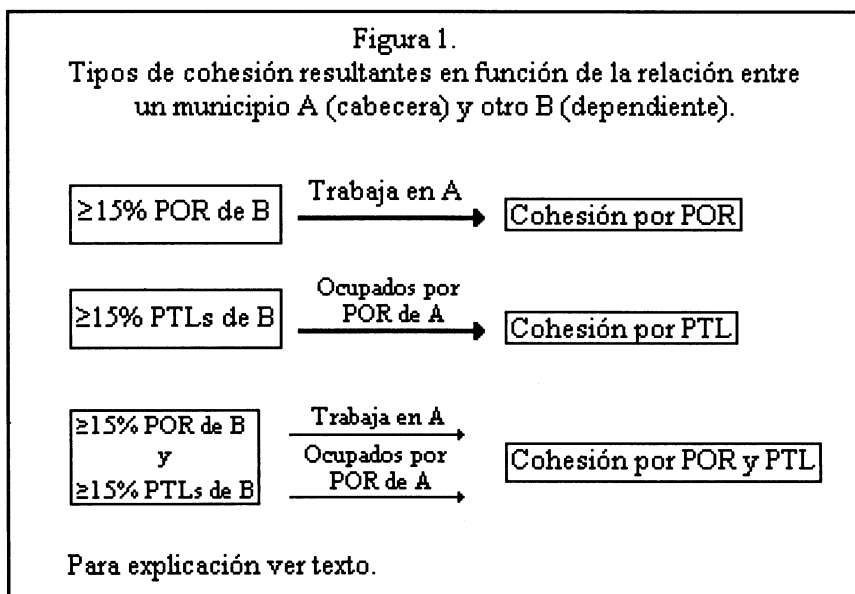 Figura 1.
Tipos de cohesión resultantes en función de la relación entre
un municipio A (cabecera) y otro B (dependiente).
≥15% POR de B
Trabaja en A
Cohesión por POR
≥15% PTLs de B
Ocupados por
POR de A
Cohesión por PTL
≥15% POR de B
y
≥15% PTLs de B
Trabaja en A
Ocupados por
POR de A
Cohesión por POR y PTL
Para explicación ver texto.